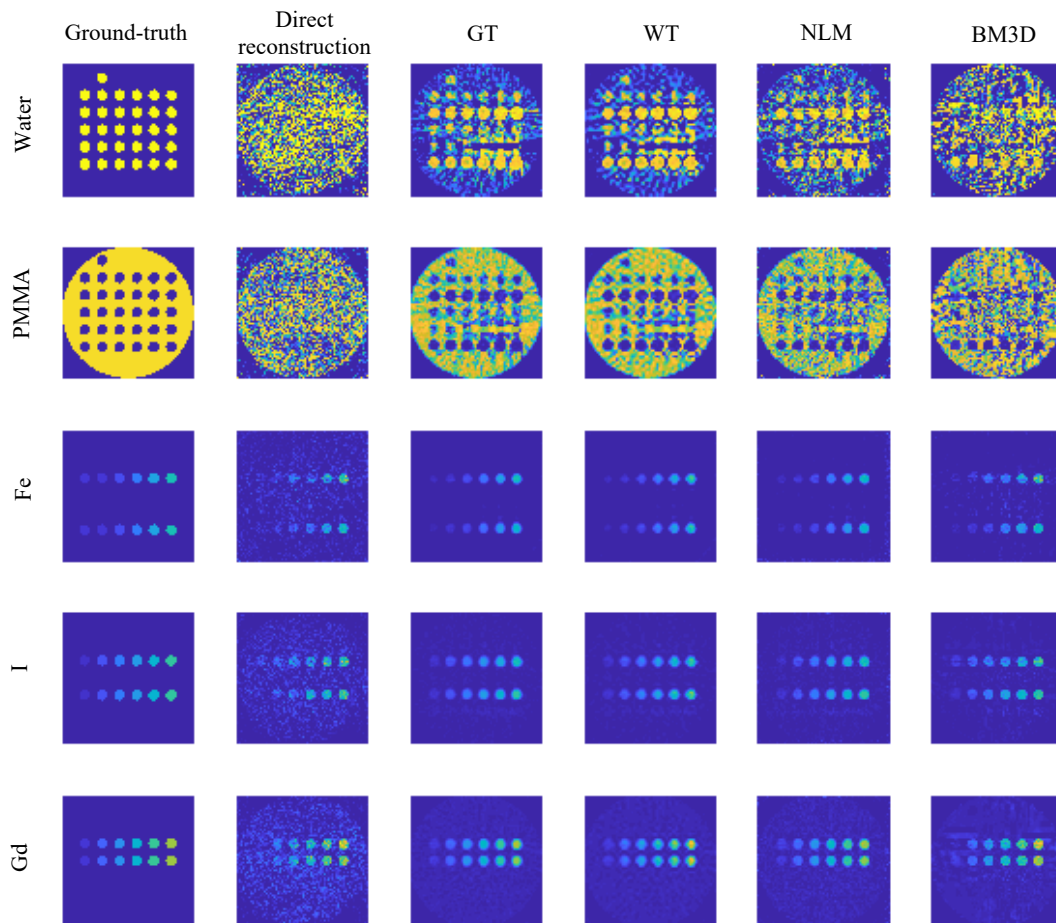 Ground-truth
Direct
reconstruction
GT
WT
NLM
BM3D
Water
PMMA
Fe
I
Gd